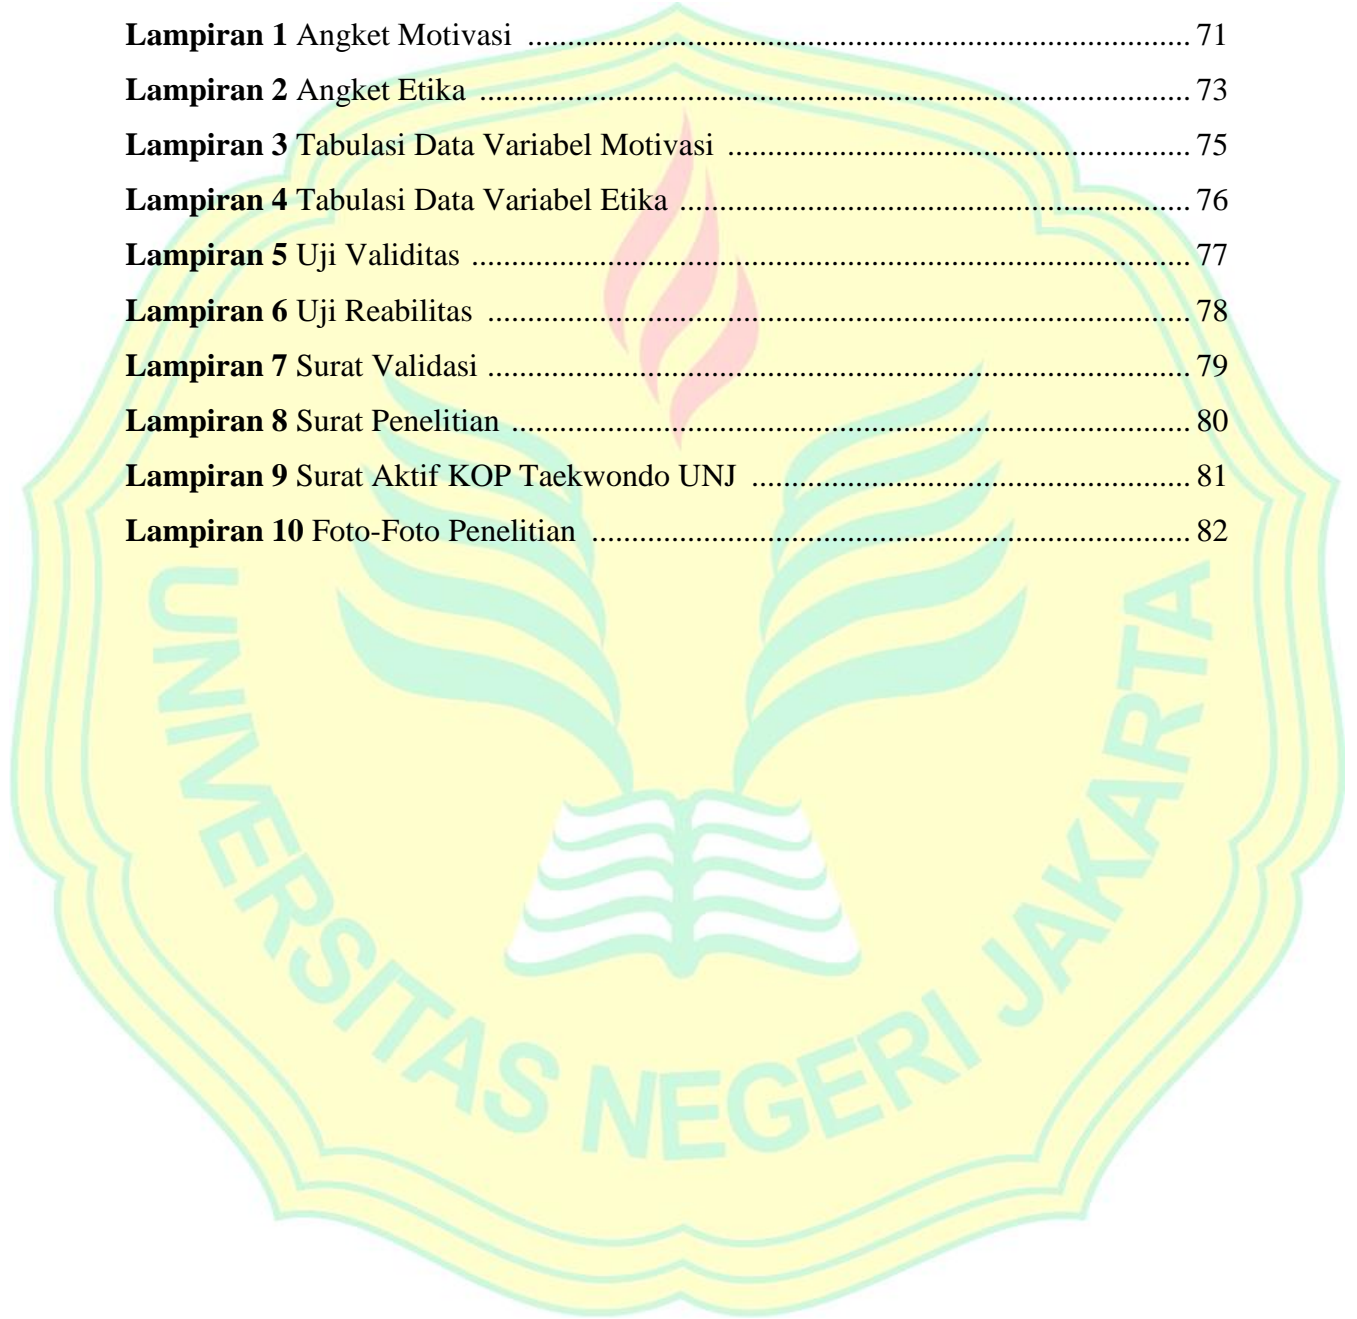 Lampiran 1 Angket Motivasi ................................................................................... 71
Lampiran 2 Angket Etika ......................................................................................... 73
Lampiran 3 Tabulasi Data Variabel Motivasi .......................................................... 75
Lampiran 4 Tabulasi Data Variabel Etika ................................................................ 76
Lampiran 5 Uji Validitas .......................................................................................... 77
Lampiran 6 Uji Reabilitas ........................................................................................ 78
Lampiran 7 Surat Validasi ........................................................................................ 79
Lampiran 8 Surat Penelitian ..................................................................................... 80
Lampiran 9 Surat Aktif KOP Taekwondo UNJ ....................................................... 81
Lampiran 10 Foto-Foto Penelitian ........................................................................... 82
UNIVERSITAS NEGERI JAKARTA